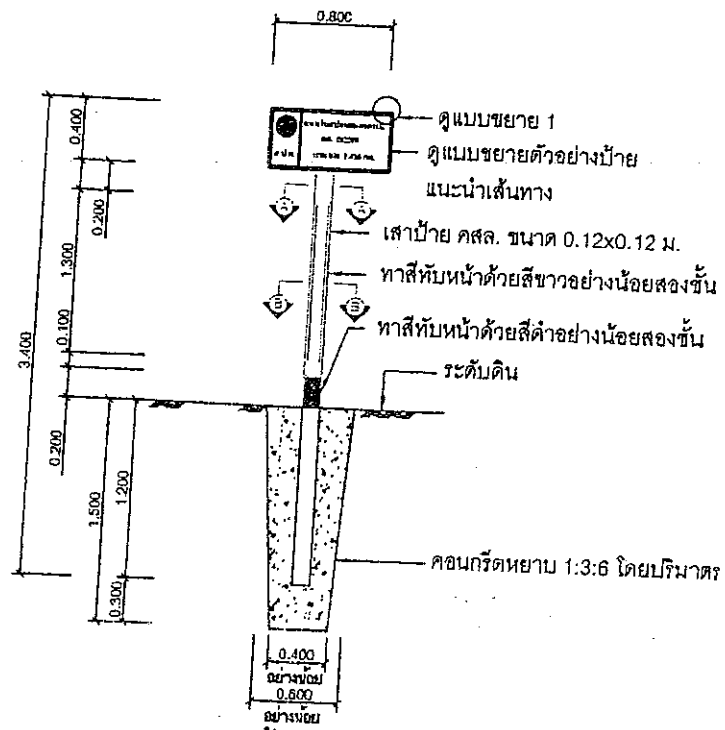 0.800
0.400
0.200
1.300
0.100
3.400
0.200
1.500
1.200
0.300
ดูแบบขยาย 1
ดูแบบขยายตัวอย่างป้าย
แนะนำเส้นทาง
A
A
เสาป้าย คสล. ขนาด 0.12x0.12 ม.
ทาสีทับหน้าด้วยสีขาวอย่างน้อยสองชั้น
B
B
ทาสีทับหน้าด้วยสีดำอย่างน้อยสองชั้น
ระดับดิน
คอนกรีตหยาบ 1:3:6 โดยปริมาตร
0.400
อย่างน้อย
0.600
อย่างน้อย